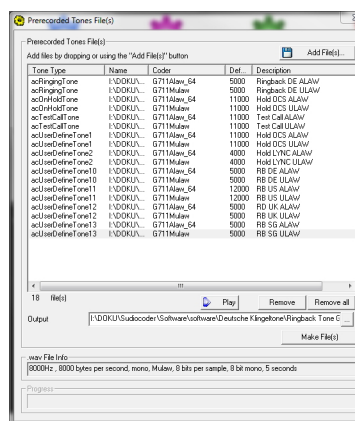 Prerecorded Tones File(s)
Prerecorded Tones File(s)
Add files by dropping or using the "Add File(s)" button
Add File(s)...
Tone Type Name Coder Def... Description
acRingingTone I:\DOKU\... G711Alaw_64 5000 Ringback DE ALAW
acRingingTone I:\DOKU\... G711Mulaw 5000 Ringback DE ULAW
acOnHoldTone I:\DOKU\... G711Alaw_64 11000 Hold OCS ALAW
acOnHoldTone I:\DOKU\... G711Mulaw 11000 Hold OCS ULAW
acTestCallTone I:\DOKU\... G711Alaw_64 11000 Test Call ALAW
acTestCallTone I:\DOKU\... G711Mulaw 11000 Test Call ULAW
acUserDefineTone1 I:\DOKU\... G711Alaw_64 11000 Hold OCS ALAW
acUserDefineTone1 I:\DOKU\... G711Mulaw 11000 Hold OCS ULAW
acUserDefineTone2 I:\DOKU\... G711Alaw_64 4000 Hold LYNC ALAW
acUserDefineTone2 I:\DOKU\... G711Mulaw 4000 Hold LYNC ULAW
acUserDefineTone10 I:\DOKU\... G711Alaw_64 5000 RB DE ALAW
acUserDefineTone10 I:\DOKU\... G711Mulaw 5000 RB DE ULAW
acUserDefineTone11 I:\DOKU\... G711Alaw_64 12000 RB US ALAW
acUserDefineTone11 I:\DOKU\... G711Mulaw 12000 RB US ULAW
acUserDefineTone12 I:\DOKU\... G711Alaw_64 5000 RD UK ALAW
acUserDefineTone12 I:\DOKU\... G711Mulaw 5000 RB UK ULAW
acUserDefineTone13 I:\DOKU\... G711Alaw_64 5000 RB SG ALAW
acUserDefineTone13 I:\DOKU\... G711Mulaw 5000 RB SG ULAW
18 file(s)
Play Remove Remove all
Output I:\DOKU\Sudiocoder\Software\software\Deutsche Klingeltone\Ringback Tone G ...
Make File(s)
.wav File Info
8000Hz , 8000 bytes per second, mono, Mulaw, 8 bits per sample, 8 bit mono, 5 seconds
Progress